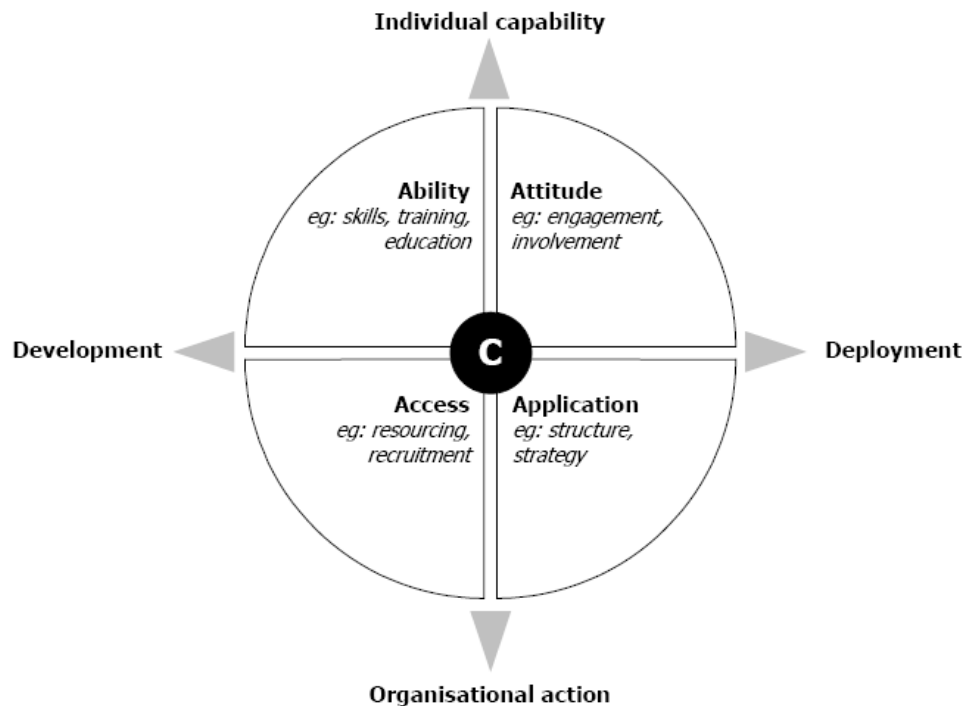 Individual capability
Ability
eg: skills, training,
education
Attitude
eg: engagement,
involvement
Development
C
Deployment
Access
eg: resourcing,
recruitment
Application
eg: structure,
strategy
Organisational action